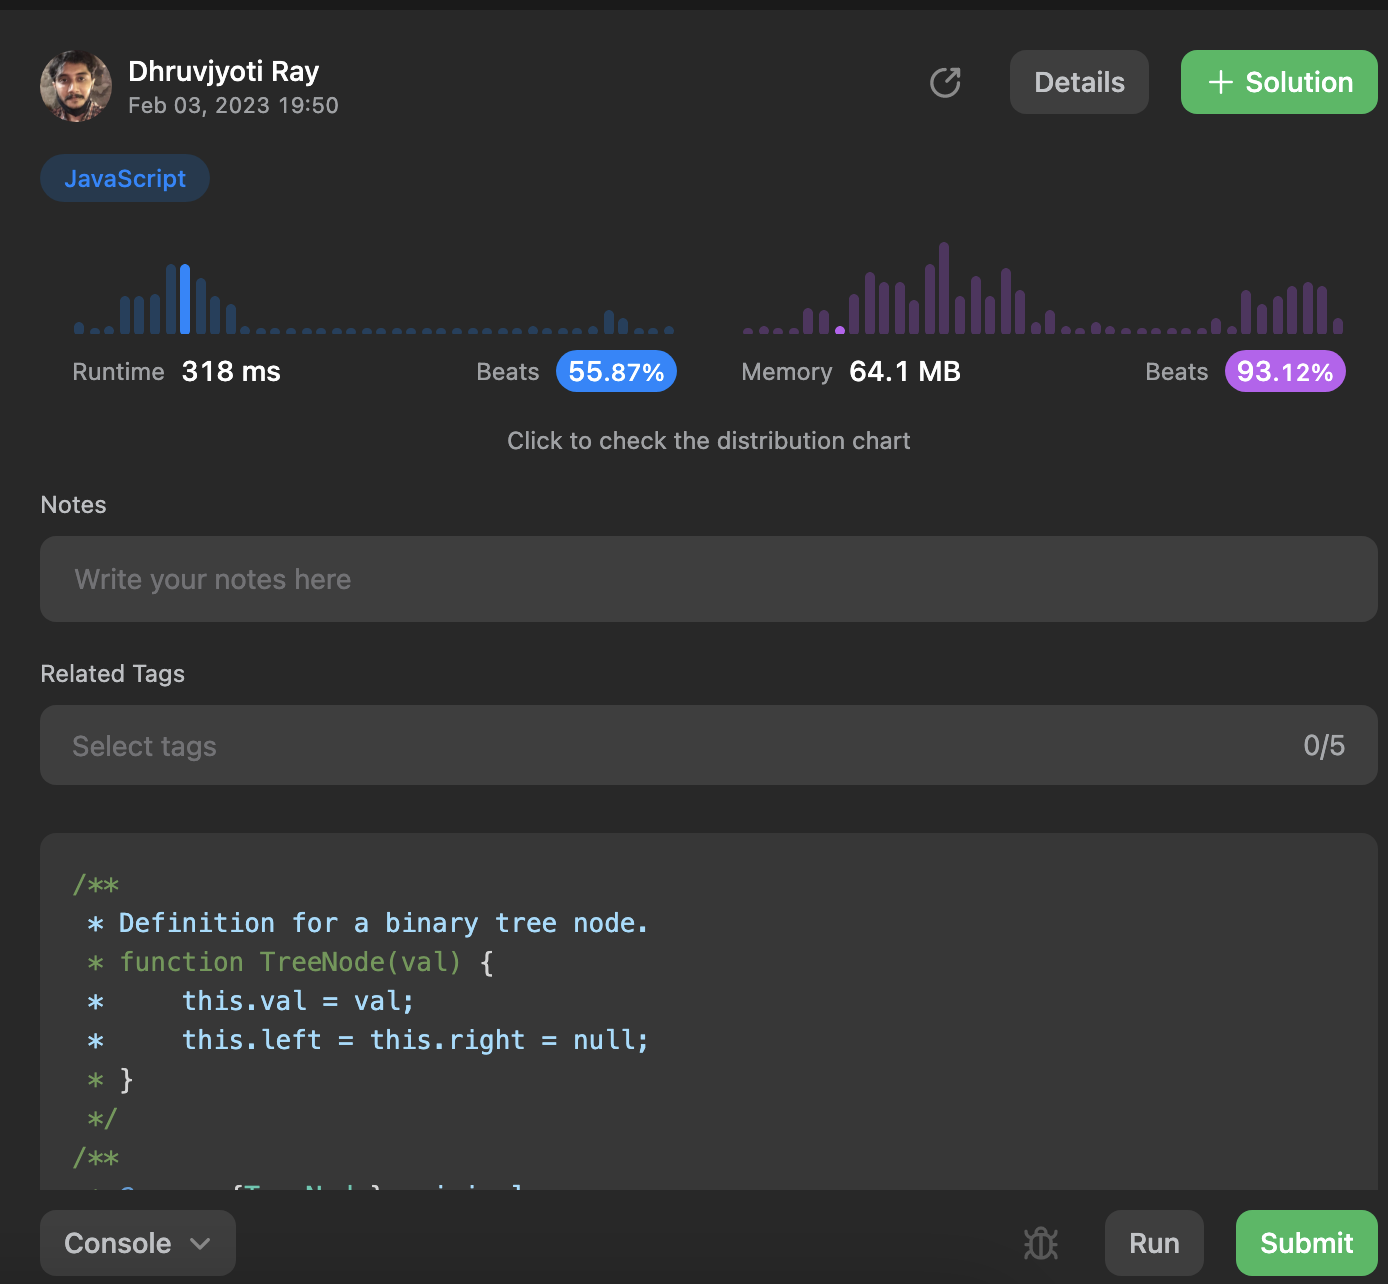 Dhruvjyoti Ray
Feb 03, 2023 19:50
Details
+ Solution
JavaScript
Runtime 318 ms Beats 55.87%
Memory 64.1 MB Beats 93.12%
Click to check the distribution chart
Notes
Write your notes here
Related Tags
Select tags 0/5
/**
 * Definition for a binary tree node.
 * function TreeNode(val) {
 *     this.val = val;
 *     this.left = this.right = null;
 * }
 */
/**
Console
Run
Submit